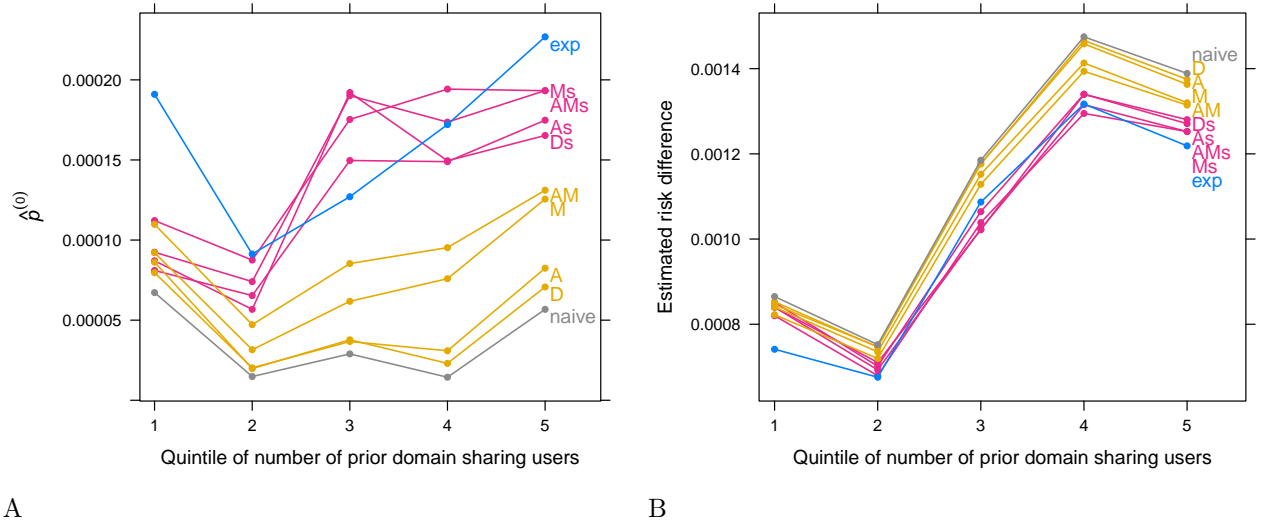 0.00020
0.00015
0.00010
0.00005
p̂(0)
exp
Ms
AMs
As
Ds
AM
M
A
D
naive
1 2 3 4 5
Quintile of number of prior domain sharing users
A
0.0014
0.0012
0.0010
0.0008
Estimated risk difference
naive
D
A
M
AM
Ds
As
AMs
Ms
exp
1 2 3 4 5
Quintile of number of prior domain sharing users
B